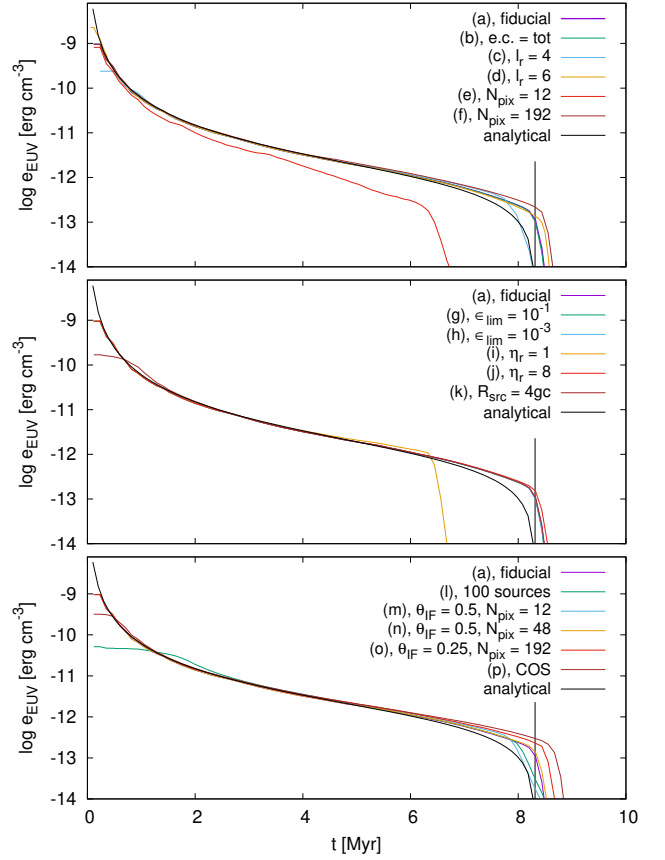 -9
-10
-11
-12
-13
-14
log e_EUV [erg cm^-3]
(a), fiducial
(b), e.c. = tot
(c), l_r = 4
(d), l_r = 6
(e), N_pix = 12
(f), N_pix = 192
analytical
-9
-10
-11
-12
-13
-14
log e_EUV [erg cm^-3]
(a), fiducial
(g), ϵ_lim = 10^-1
(h), ϵ_lim = 10^-3
(i), η_r = 1
(j), η_r = 8
(k), R_src = 4gc
analytical
-9
-10
-11
-12
-13
-14
log e_EUV [erg cm^-3]
(a), fiducial
(l), 100 sources
(m), θ_IF = 0.5, N_pix = 12
(n), θ_IF = 0.5, N_pix = 48
(o), θ_IF = 0.25, N_pix = 192
(p), COS
analytical
0 2 4 6 8 10
t [Myr]